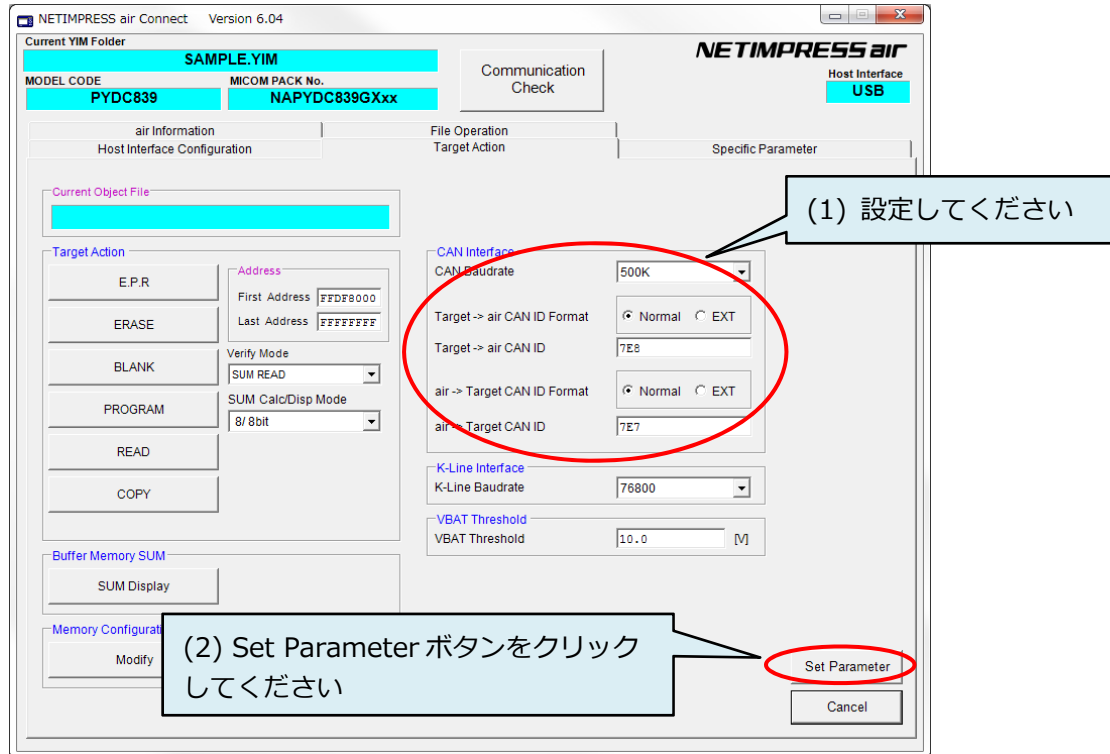 NETIMPRESS air Connect Version 6.04
Current YIM Folder
SAMPLE.YIM
MODEL CODE
MICOM PACK No.
PYDC839
NAPYDC839GXxx
Communication
Check
NETIMPRESS air
Host Interface
USB
air Information
File Operation
Host Interface Configuration
Target Action
Specific Parameter
Current Object File
(1) 設定してください
Target Action
E.P.R
ERASE
BLANK
PROGRAM
READ
COPY
Address
First Address FFDF8000
Last Address FFFFFFFF
Verify Mode
SUM READ
SUM Calc/Disp Mode
8/ 8bit
CAN Interface
CAN Baudrate 500K
Target -> air CAN ID Format Normal EXT
Target -> air CAN ID 7E8
air -> Target CAN ID Format Normal EXT
air -> Target CAN ID 7E7
K-Line Interface
K-Line Baudrate 76800
VBAT Threshold
VBAT Threshold 10.0 [V]
Buffer Memory SUM
SUM Display
Memory Configurati
Modify
(2) Set Parameter ボタンをクリック
してください
Set Parameter
Cancel